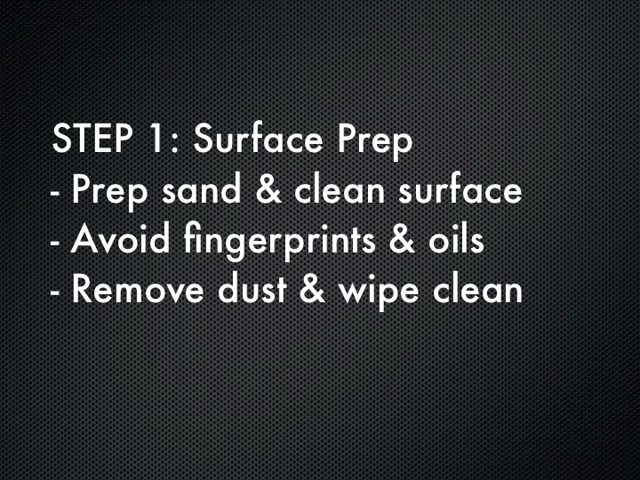 STEP 1: Surface Prep
- Prep sand & clean surface
- Avoid fingerprints & oils
- Remove dust & wipe clean